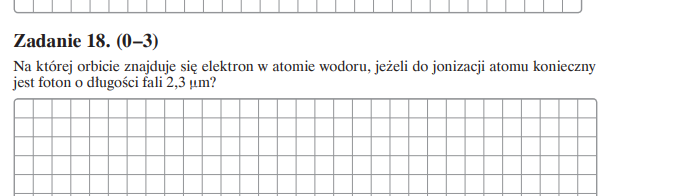 Zadanie 18. (0–3)
Na której orbicie znajduje się elektron w atomie wodoru, jeżeli do jonizacji atomu konieczny
jest foton o długości fali 2,3 μm?